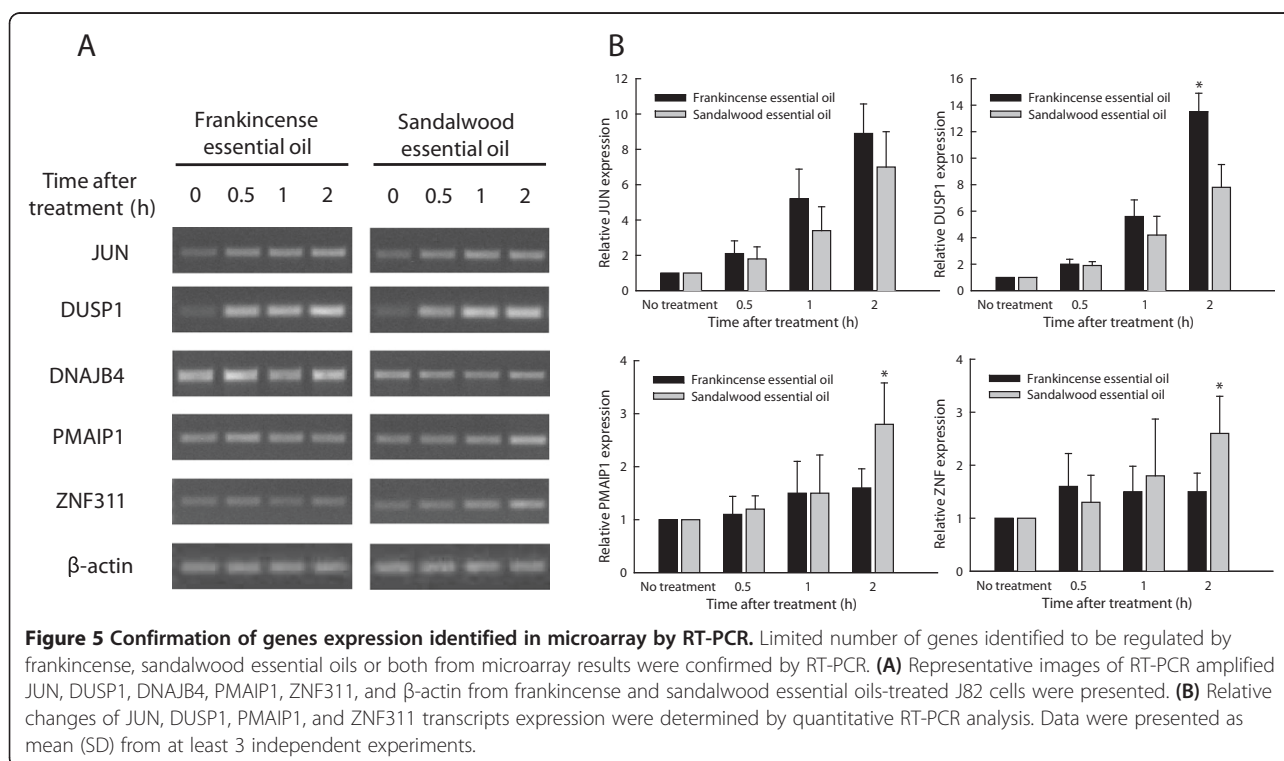 A
Frankincense
essential oil
Sandalwood
essential oil
Time after
treatment (h)
0 0.5 1 2
0 0.5 1 2
JUN
DUSP1
DNAJB4
PMAIP1
ZNF311
β-actin
B
Relative JUN expression
12
10
8
6
4
2
0
Frankincense essential oil
Sandalwood essential oil
No treatment 0.5 1 2
Time after treatment (h)
Relative DUSP1 expression
16
14
12
10
8
6
4
2
0
Frankincense essential oil
Sandalwood essential oil
*
No treatment 0.5 1 2
Time after treatment (h)
Relative PMAIP1 expression
4
3
2
1
0
Frankincense essential oil
Sandalwood essential oil
*
No treatment 0.5 1 2
Time after treatment (h)
Relative ZNF expression
4
3
2
1
0
Frankincense essential oil
Sandalwood essential oil
*
No treatment 0.5 1 2
Time after treatment (h)
Figure 5 Confirmation of genes expression identified in microarray by RT-PCR. Limited number of genes identified to be regulated by
frankincense, sandalwood essential oils or both from microarray results were confirmed by RT-PCR. (A) Representative images of RT-PCR amplified
JUN, DUSP1, DNAJB4, PMAIP1, ZNF311, and β-actin from frankincense and sandalwood essential oils-treated J82 cells were presented. (B) Relative
changes of JUN, DUSP1, PMAIP1, and ZNF311 transcripts expression were determined by quantitative RT-PCR analysis. Data were presented as
mean (SD) from at least 3 independent experiments.